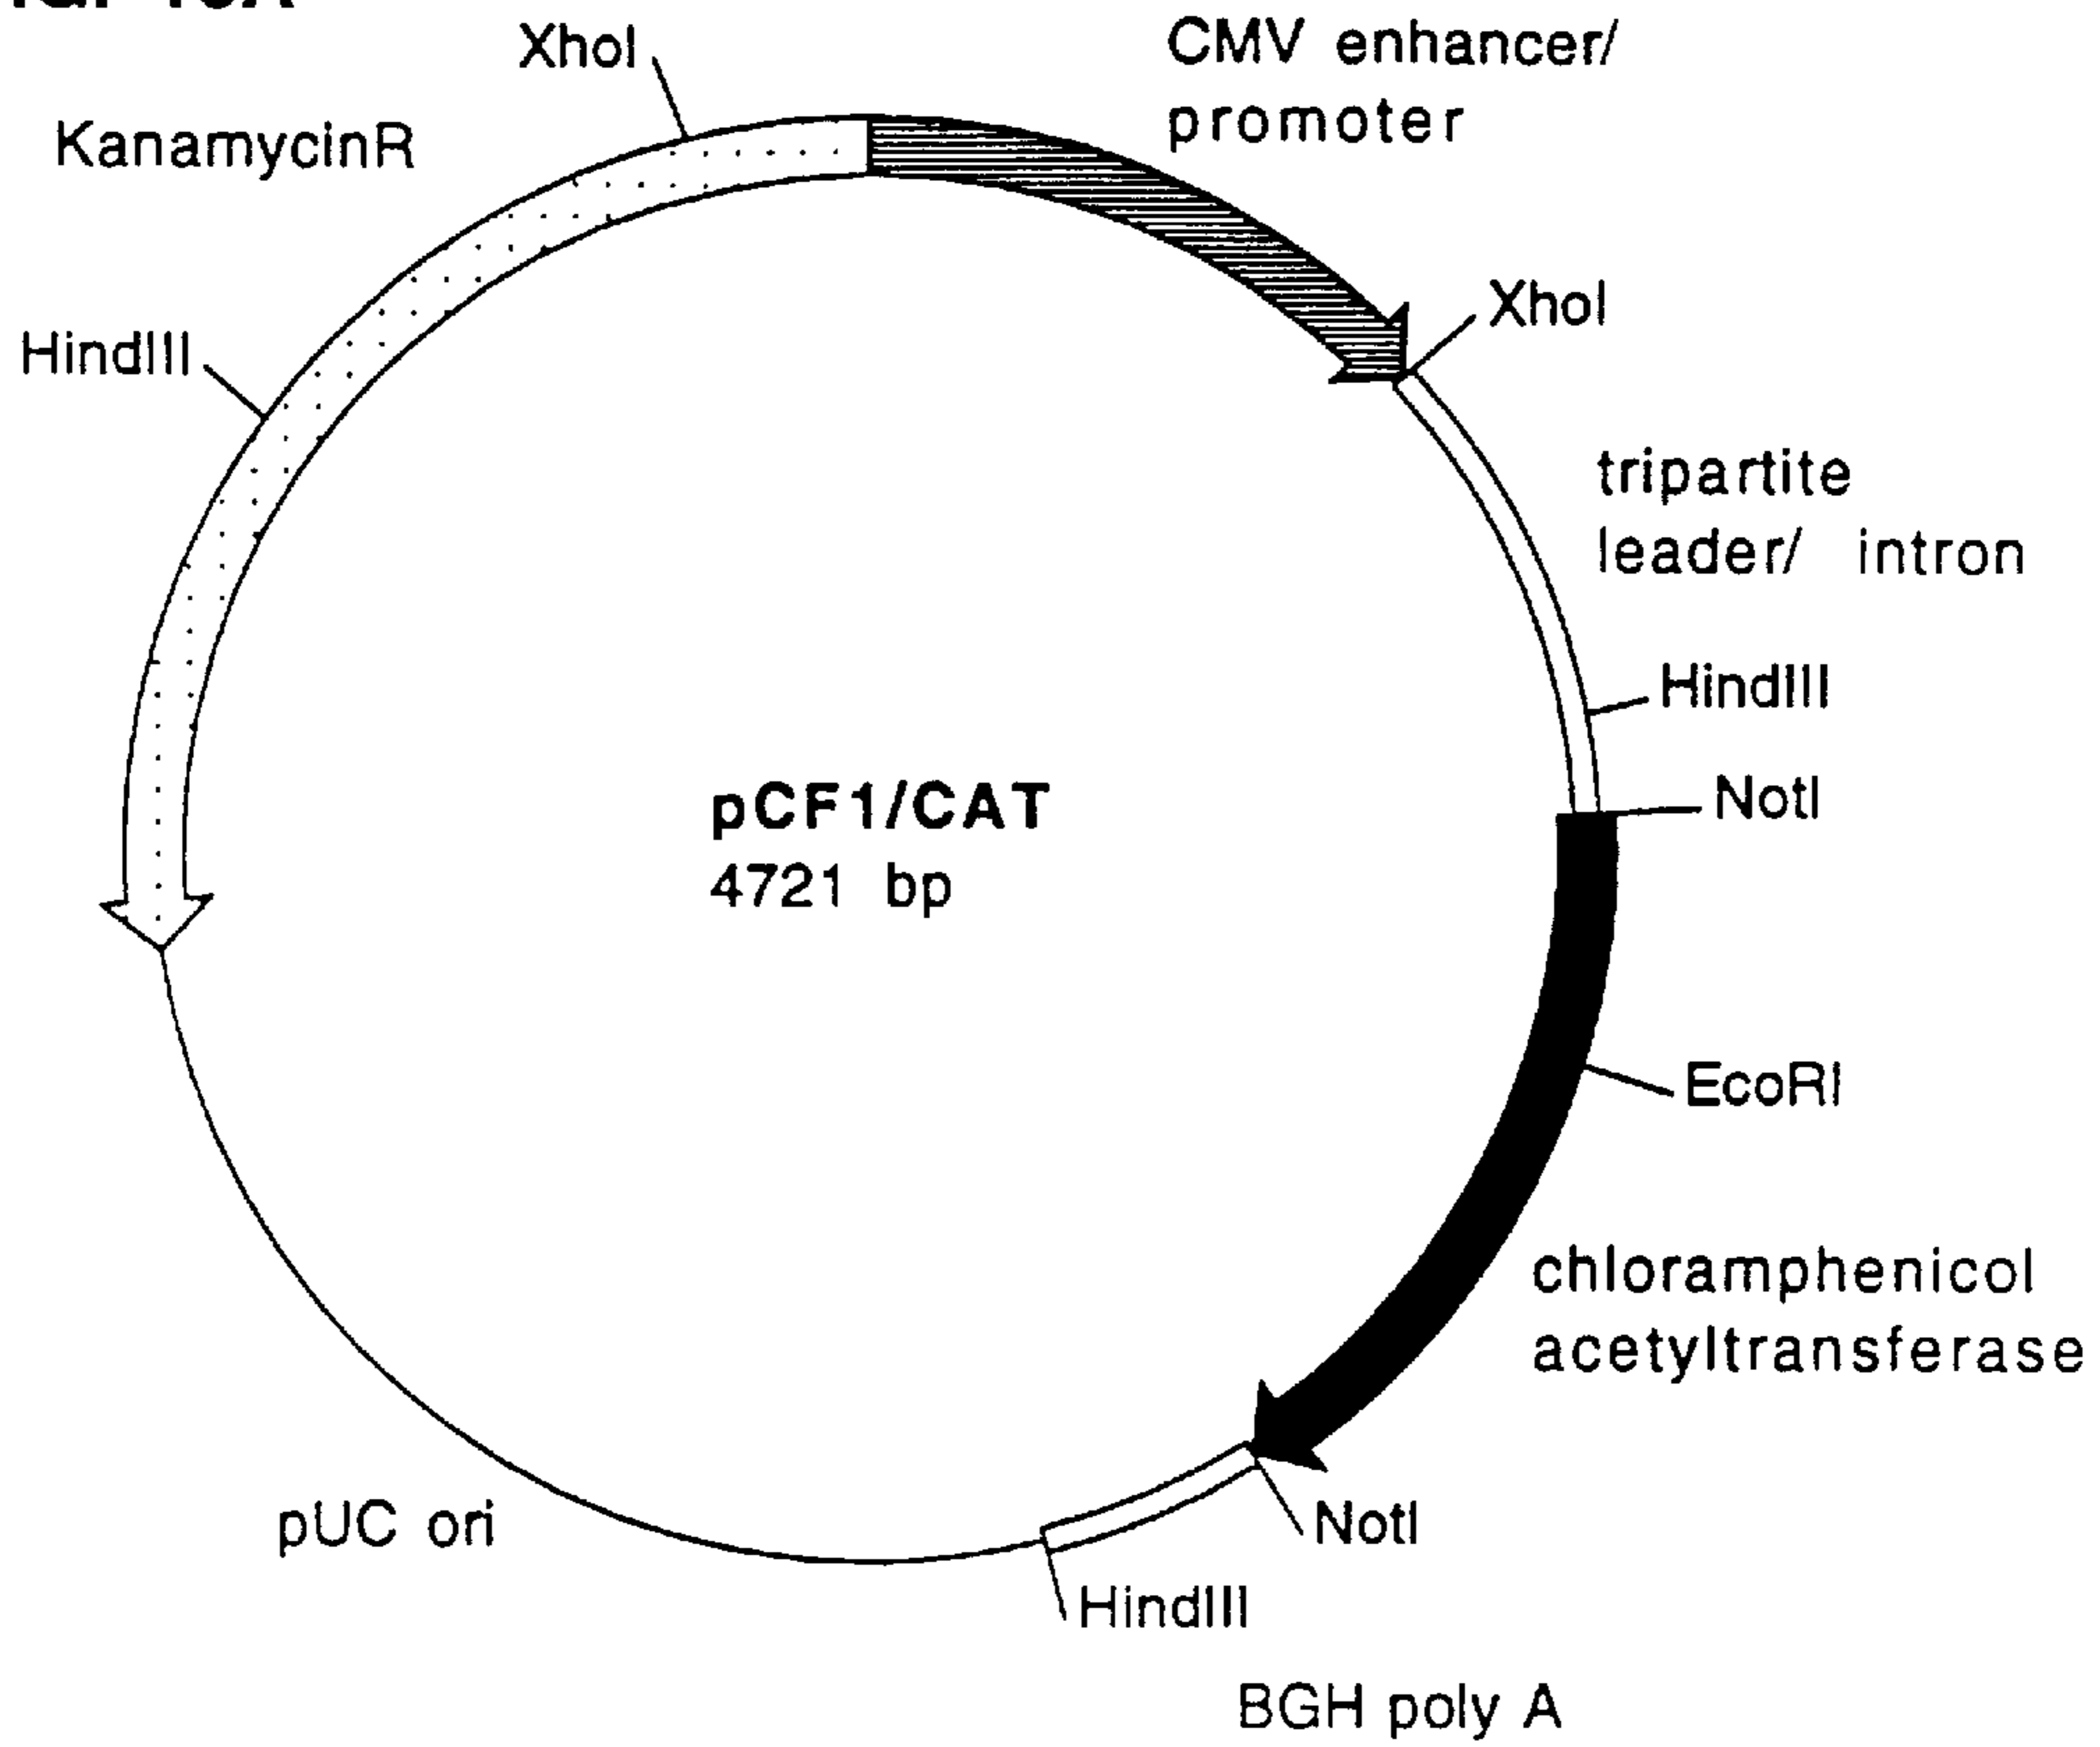 XhoI
CMV enhancer/
promoter
KanamycinR
XhoI
HindIII
tripartite
leader/ intron
HindIII
NotI
pCF1/CAT
4721 bp
EcoRI
chloramphenicol
acetyltransferase
pUC ori
NotI
HindIII
BGH poly A